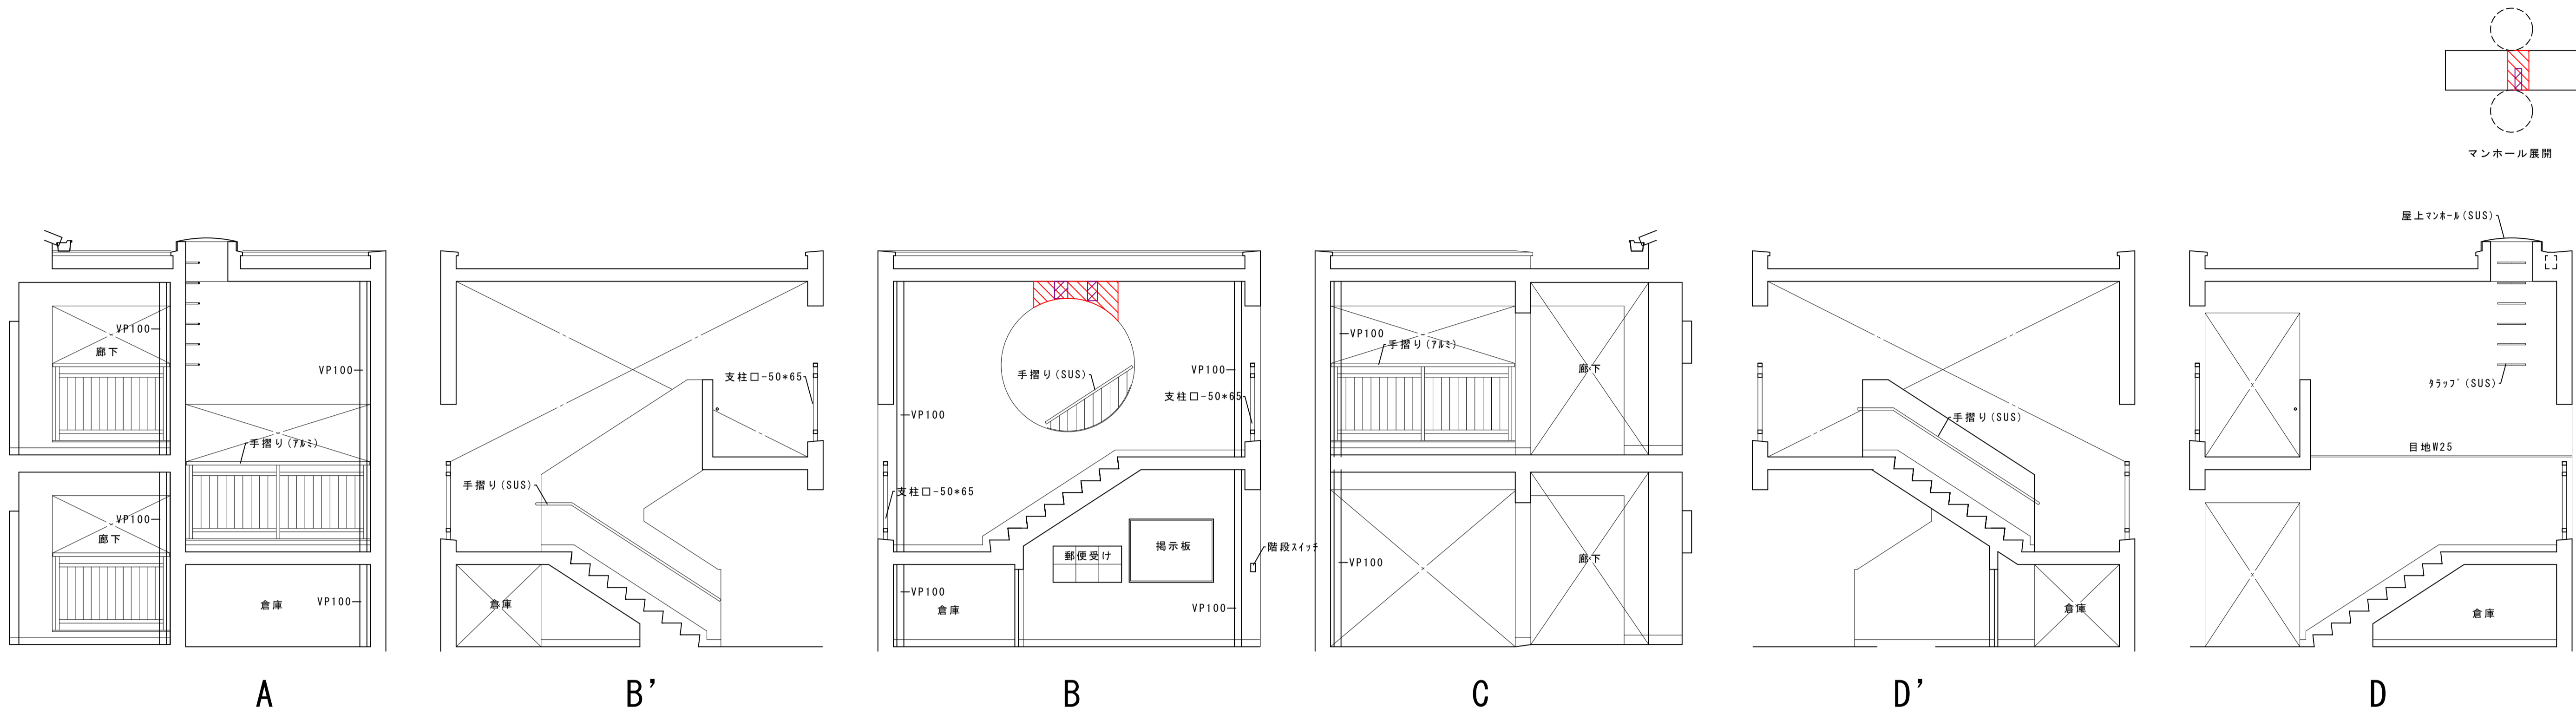 マンホール展開
屋上マンホール(SUS)
VP100
廊下
VP100
手摺り(アルミ)
VP100
廊下
倉庫
VP100
A
支柱口-50*65
手摺り(SUS)
倉庫
B’
手摺り(SUS)
VP100
支柱口-50*65
VP100
支柱口-50*65
郵便受け
掲示板
階段スイッチ
VP100
倉庫
VP100
B
VP100
手摺り(アルミ)
廊下
VP100
廊下
C
手摺り(SUS)
倉庫
D’
タラップ(SUS)
目地W25
倉庫
D